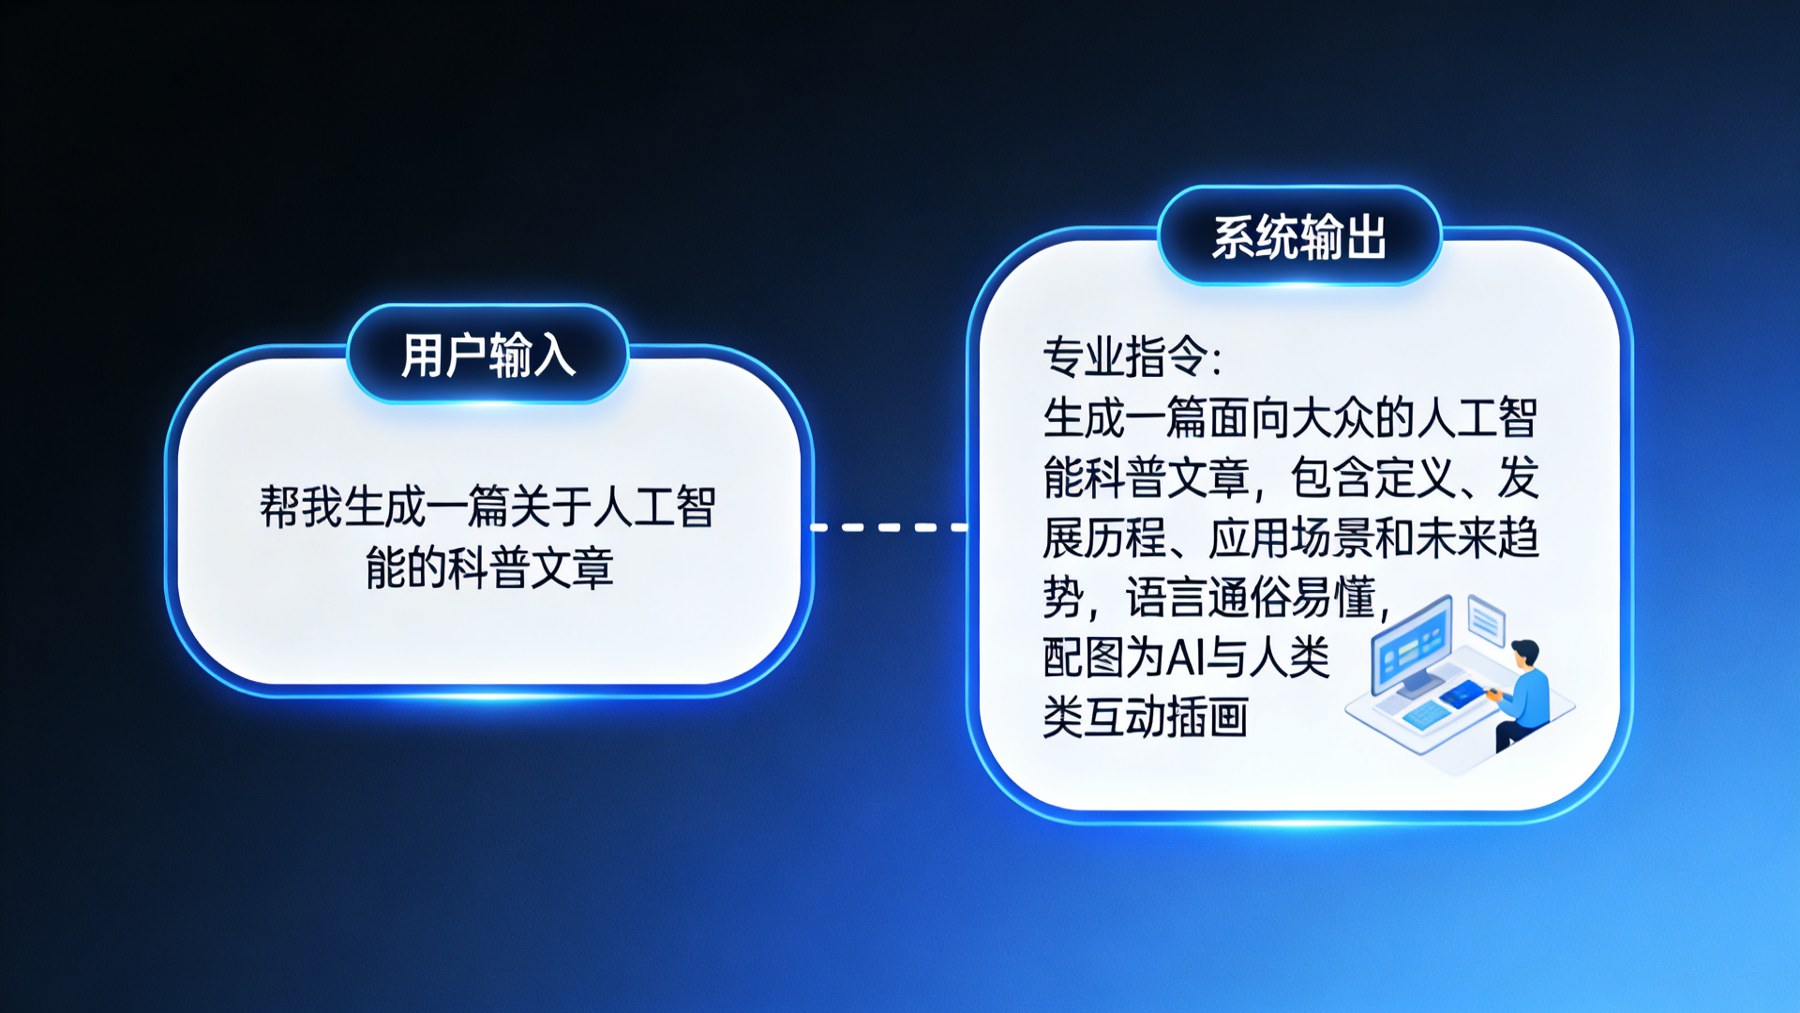 用户输入
帮我生成一篇关于人工智
能的科普文章
系统输出
专业指令：
生成一篇面向大众的人工智
能科普文章，包含定义、发
展历程、应用场景和未来趋
势，语言通俗易懂，
配图为AI与人类
类互动插画